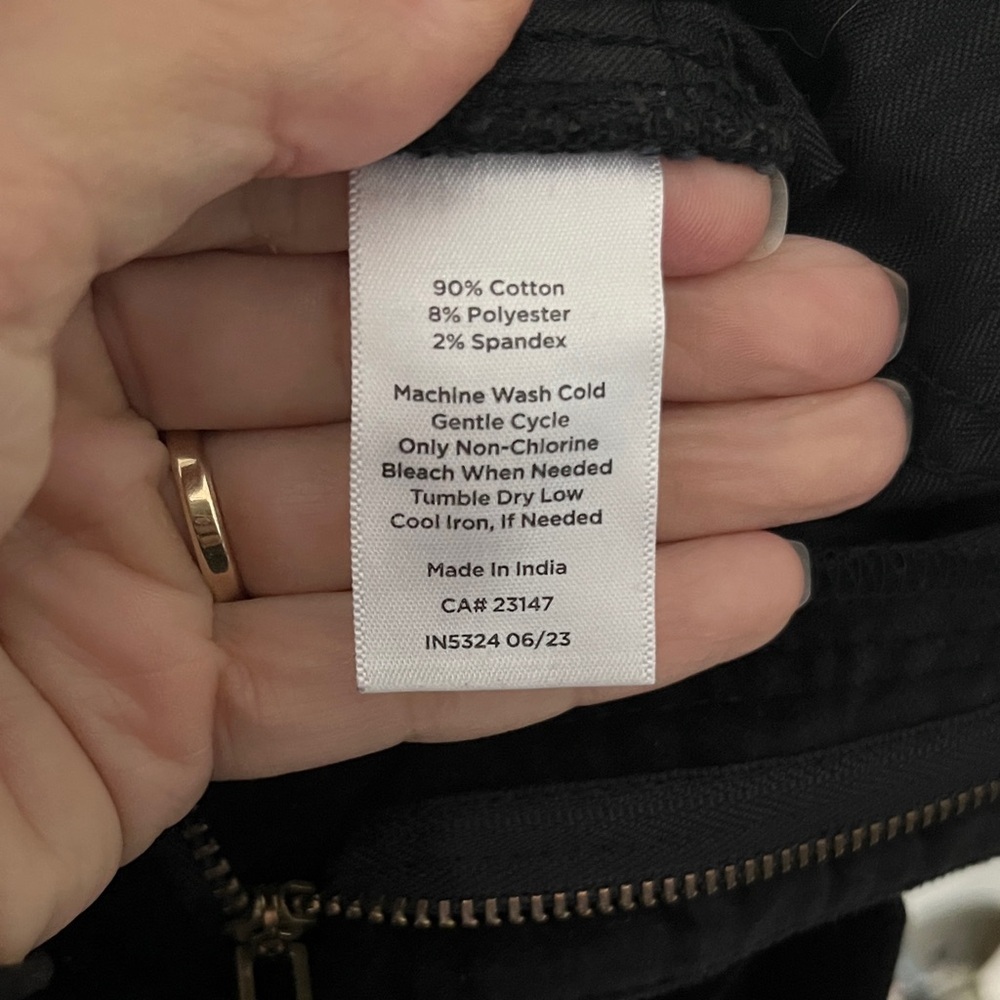 90% Cotton
8% Polyester
2% Spandex
Machine Wash Cold
Gentle Cycle
Only Non-Chlorine
Bleach When Needed
Tumble Dry Low
Cool Iron, If Needed
Made In India
CA# 23147
IN5324 06/23